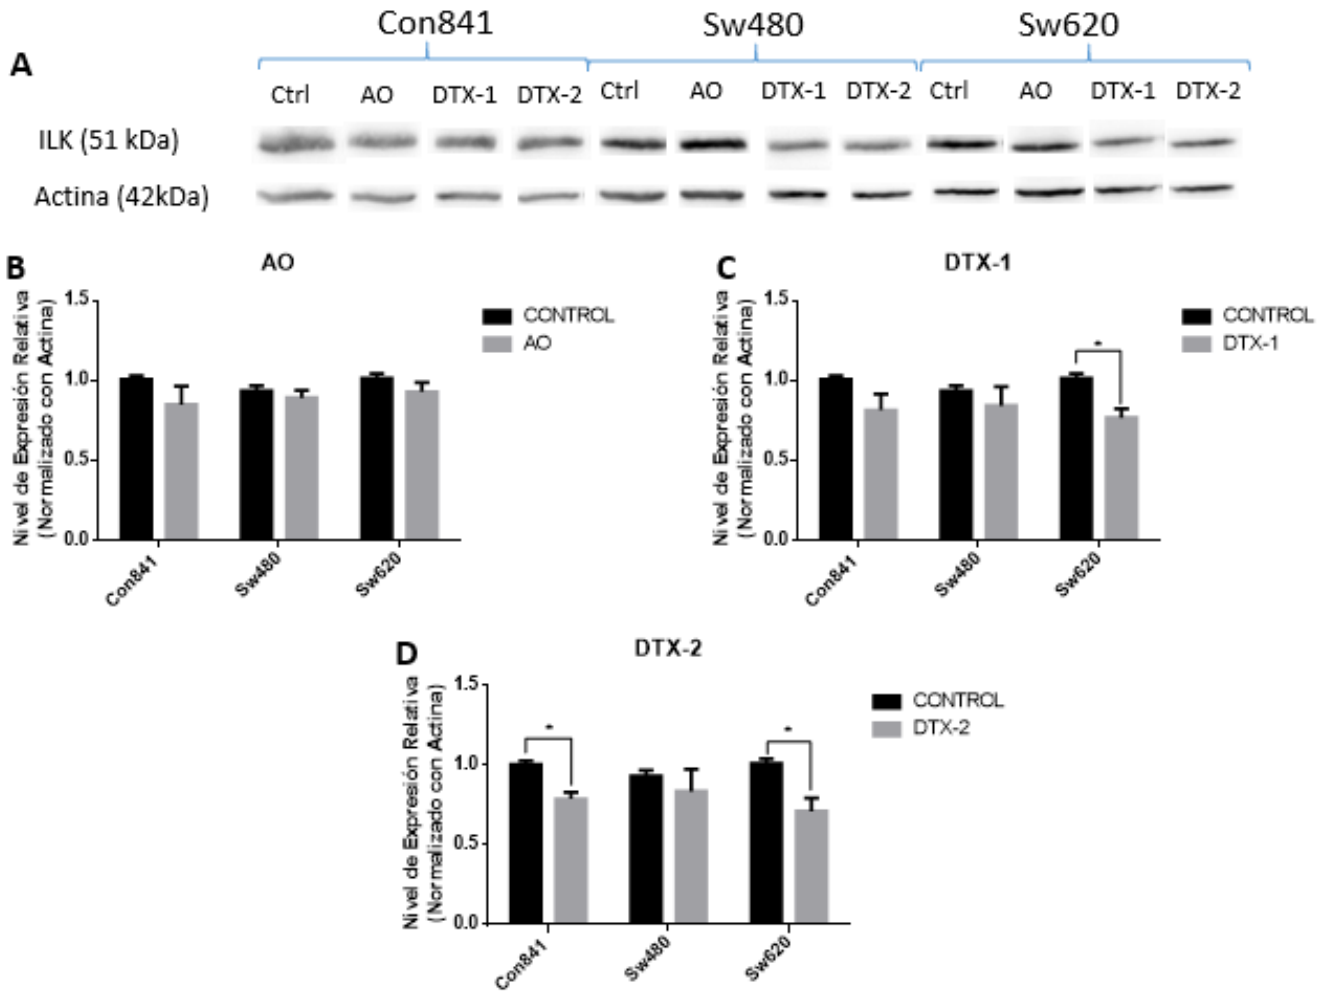 Con841 Sw480 Sw620
A
Ctrl AO DTX-1 DTX-2 Ctrl AO DTX-1 DTX-2 Ctrl AO DTX-1 DTX-2
ILK (51 kDa)
Actina (42kDa)
B
AO
Nivel de Expresión Relativa
(Normalizado con Actina)
1.5
1.0
0.5
0.0
Con841 Sw480 Sw620
CONTROL
AO
C
DTX-1
Nivel de Expresión Relativa
(Normalizado con Actina)
1.5
1.0
0.5
0.0
*
Con841 Sw480 Sw620
CONTROL
DTX-1
D
DTX-2
Nivel de Expresión Relativa
(Normalizado con Actina)
1.5
1.0
0.5
0.0
* *
Con841 Sw480 Sw620
CONTROL
DTX-2